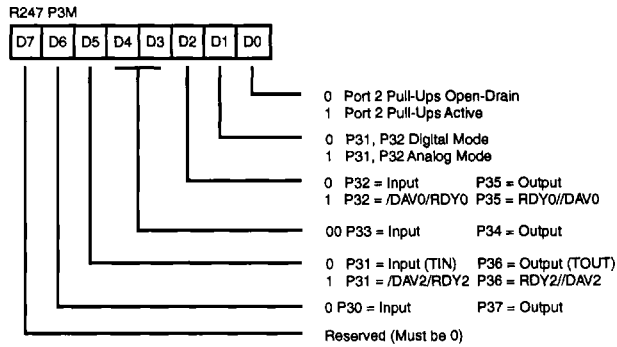 R247 P3M
D7 D6 D5 D4 D3 D2 D1 D0
0 Port 2 Pull-Ups Open-Drain
1 Port 2 Pull-Ups Active
0 P31, P32 Digital Mode
1 P31, P32 Analog Mode
0 P32 = Input P35 = Output
1 P32 = /DAV0/RDY0 P35 = RDY0//DAV0
00 P33 = Input P34 = Output
0 P31 = Input (TIN) P36 = Output (TOUT)
1 P31 = /DAV2/RDY2 P36 = RDY2//DAV2
0 P30 = Input P37 = Output
Reserved (Must be 0)